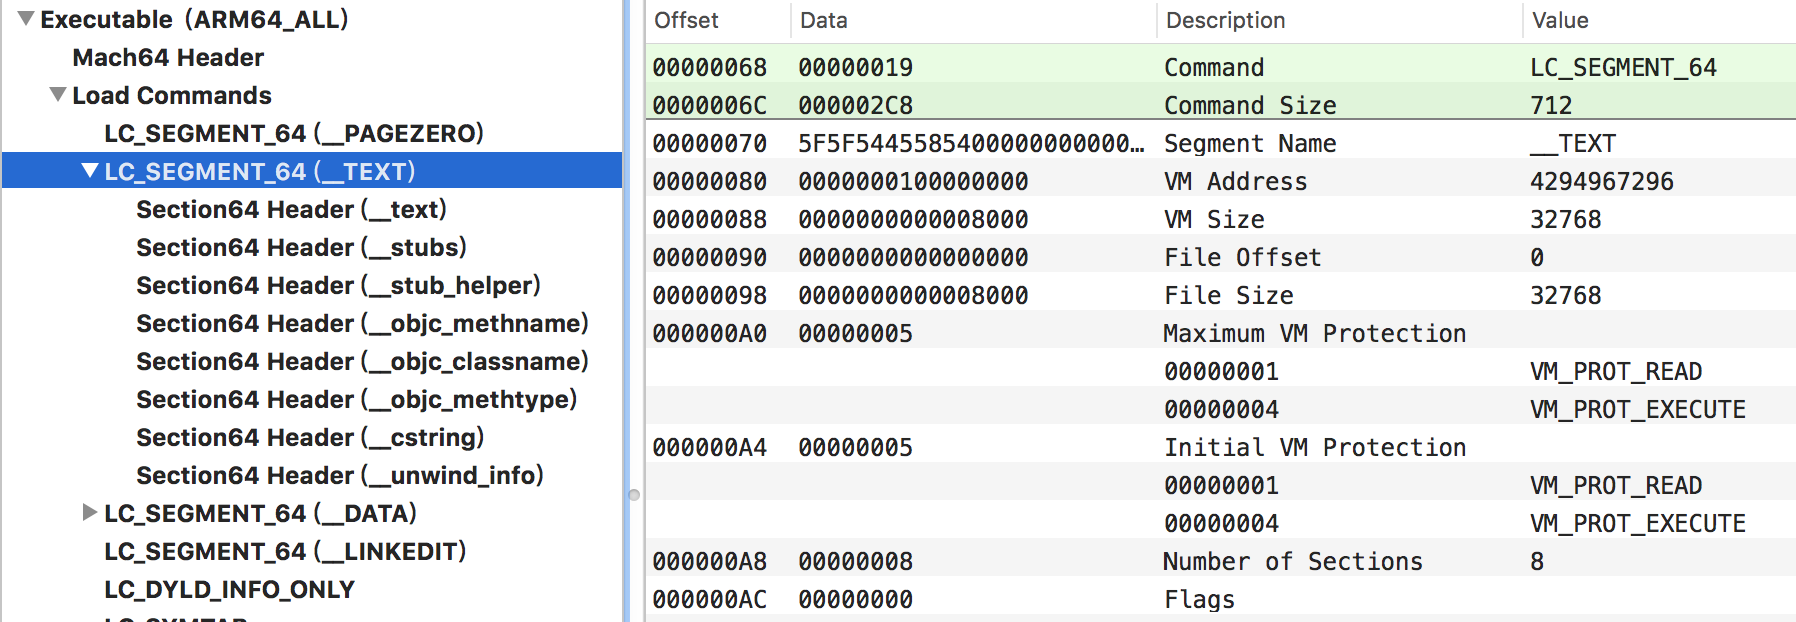 Executable (ARM64_ALL)
Mach64 Header
Load Commands
LC_SEGMENT_64 (__PAGEZERO)
LC_SEGMENT_64 (__TEXT)
Section64 Header (__text)
Section64 Header (__stubs)
Section64 Header (__stub_helper)
Section64 Header (__objc_methname)
Section64 Header (__objc_classname)
Section64 Header (__objc_methtype)
Section64 Header (__cstring)
Section64 Header (__unwind_info)
LC_SEGMENT_64 (__DATA)
LC_SEGMENT_64 (__LINKEDIT)
LC_DYLD_INFO_ONLY
LC_SYMTAB
Offset Data Description Value
00000068 00000019 Command LC_SEGMENT_64
0000006C 000002C8 Command Size 712
00000070 5F5F5445585400000000000... Segment Name __TEXT
00000080 0000000100000000 VM Address 4294967296
00000088 0000000000008000 VM Size 32768
00000090 0000000000000000 File Offset 0
00000098 0000000000008000 File Size 32768
000000A0 00000005 Maximum VM Protection
00000001 VM_PROT_READ
00000004 VM_PROT_EXECUTE
000000A4 00000005 Initial VM Protection
00000001 VM_PROT_READ
00000004 VM_PROT_EXECUTE
000000A8 00000008 Number of Sections 8
000000AC 00000000 Flags